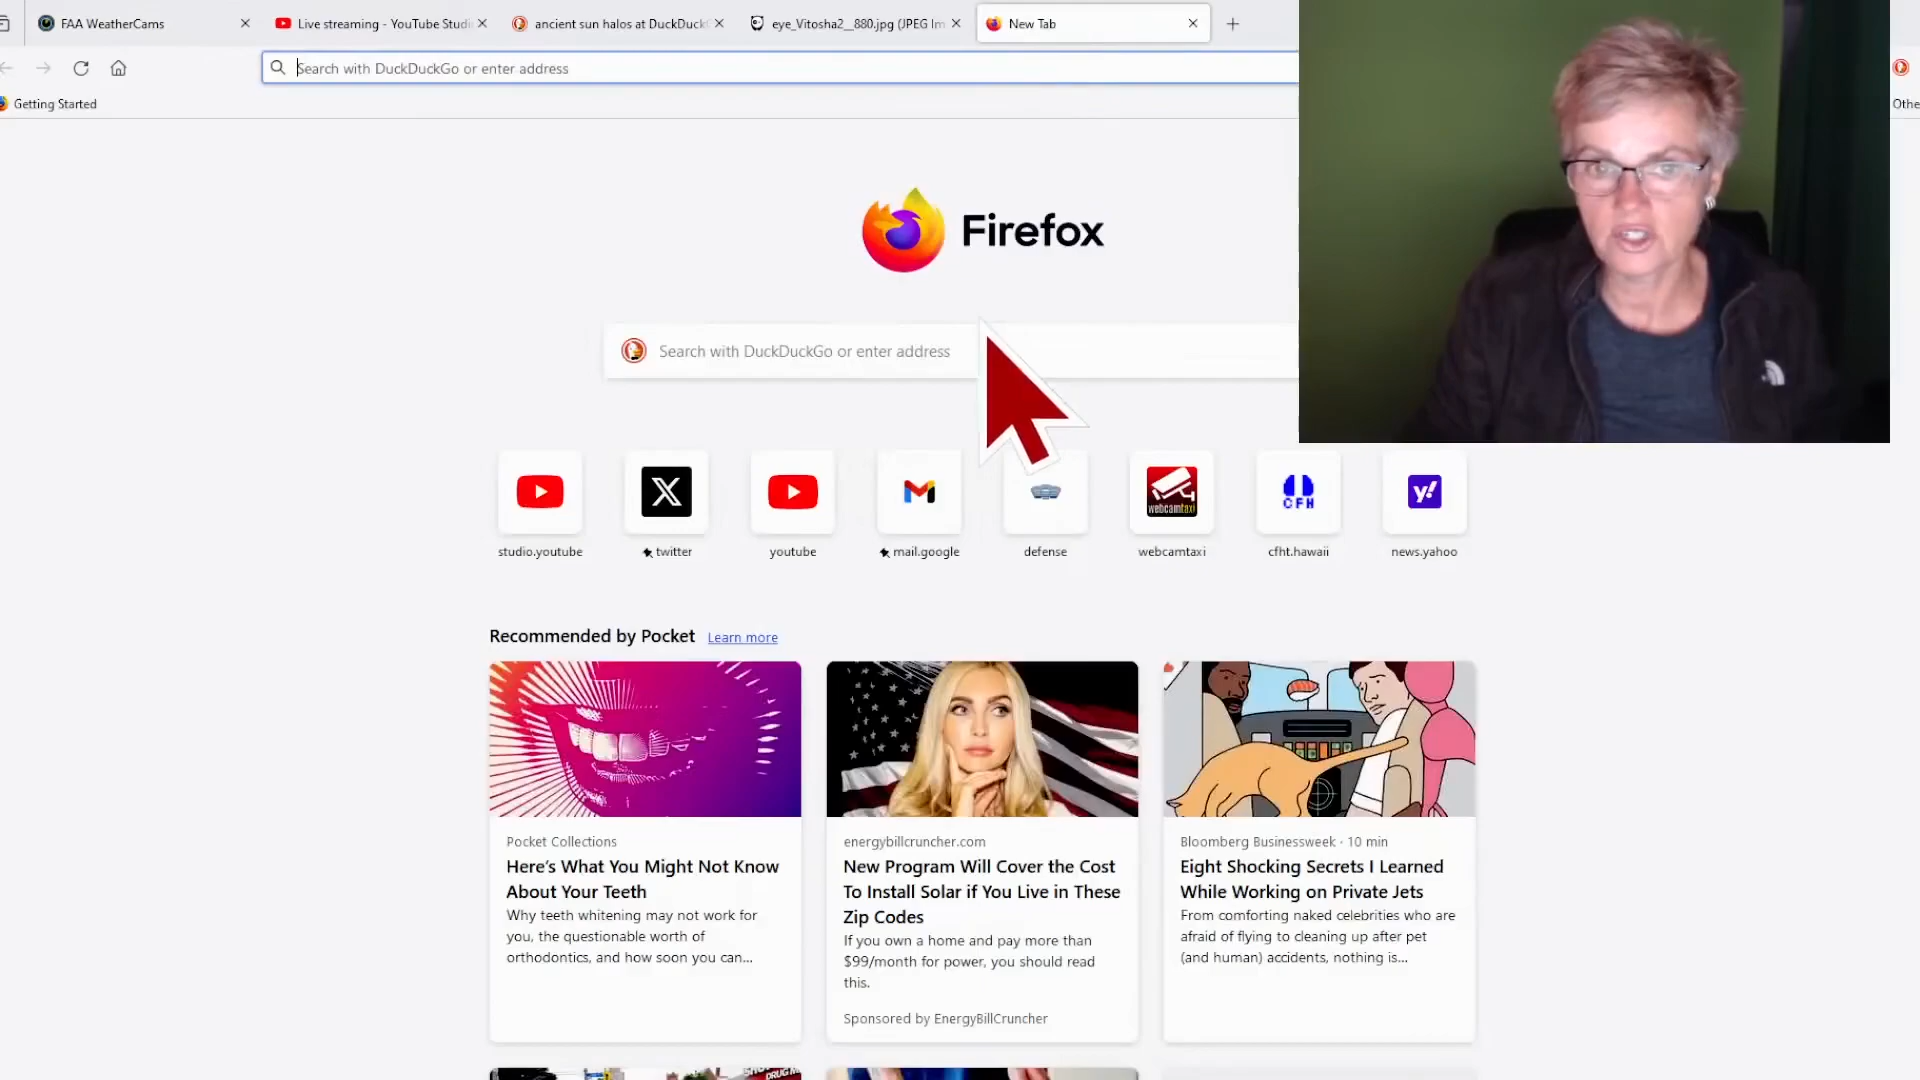 FAA WeatherCams
Live streaming - YouTube Studi
ancient sun halos at DuckDuck
eye_Vitosha2__880.jpg (JPEG Im
New Tab
Search with DuckDuckGo or enter address
Getting Started
Othe
Firefox
Search with DuckDuckGo or enter address
webcamtaxi
CFH
y!
studio.youtube
twitter
youtube
mail.google
defense
webcamtaxi
cfht.hawaii
news.yahoo
Recommended by Pocket Learn more
Pocket Collections
Here's What You Might Not Know
About Your Teeth
Why teeth whitening may not work for
you, the questionable worth of
orthodontics, and how soon you can...
energybillcruncher.com
New Program Will Cover the Cost
To Install Solar if You Live in These
Zip Codes
If you own a home and pay more than
$99/month for power, you should read
this.
Sponsored by EnergyBillCruncher
Bloomberg Businessweek · 10 min
Eight Shocking Secrets I Learned
While Working on Private Jets
From comforting naked celebrities who are
afraid of flying to cleaning up after pet
(and human) accidents, nothing is...